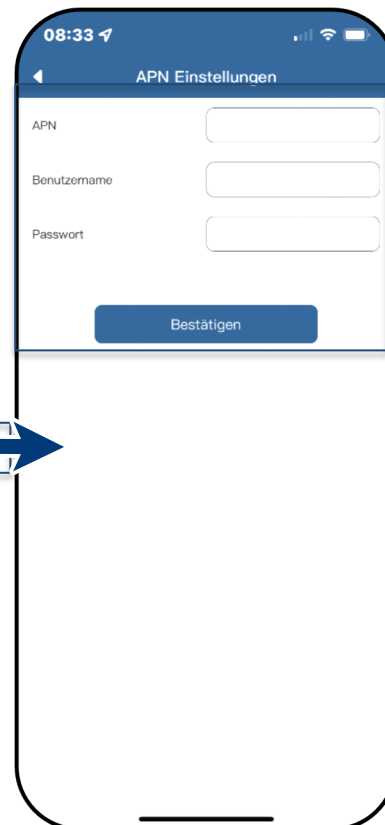 08:33
APN Einstellungen
APN
Benutzername
Passwort
Bestätigen